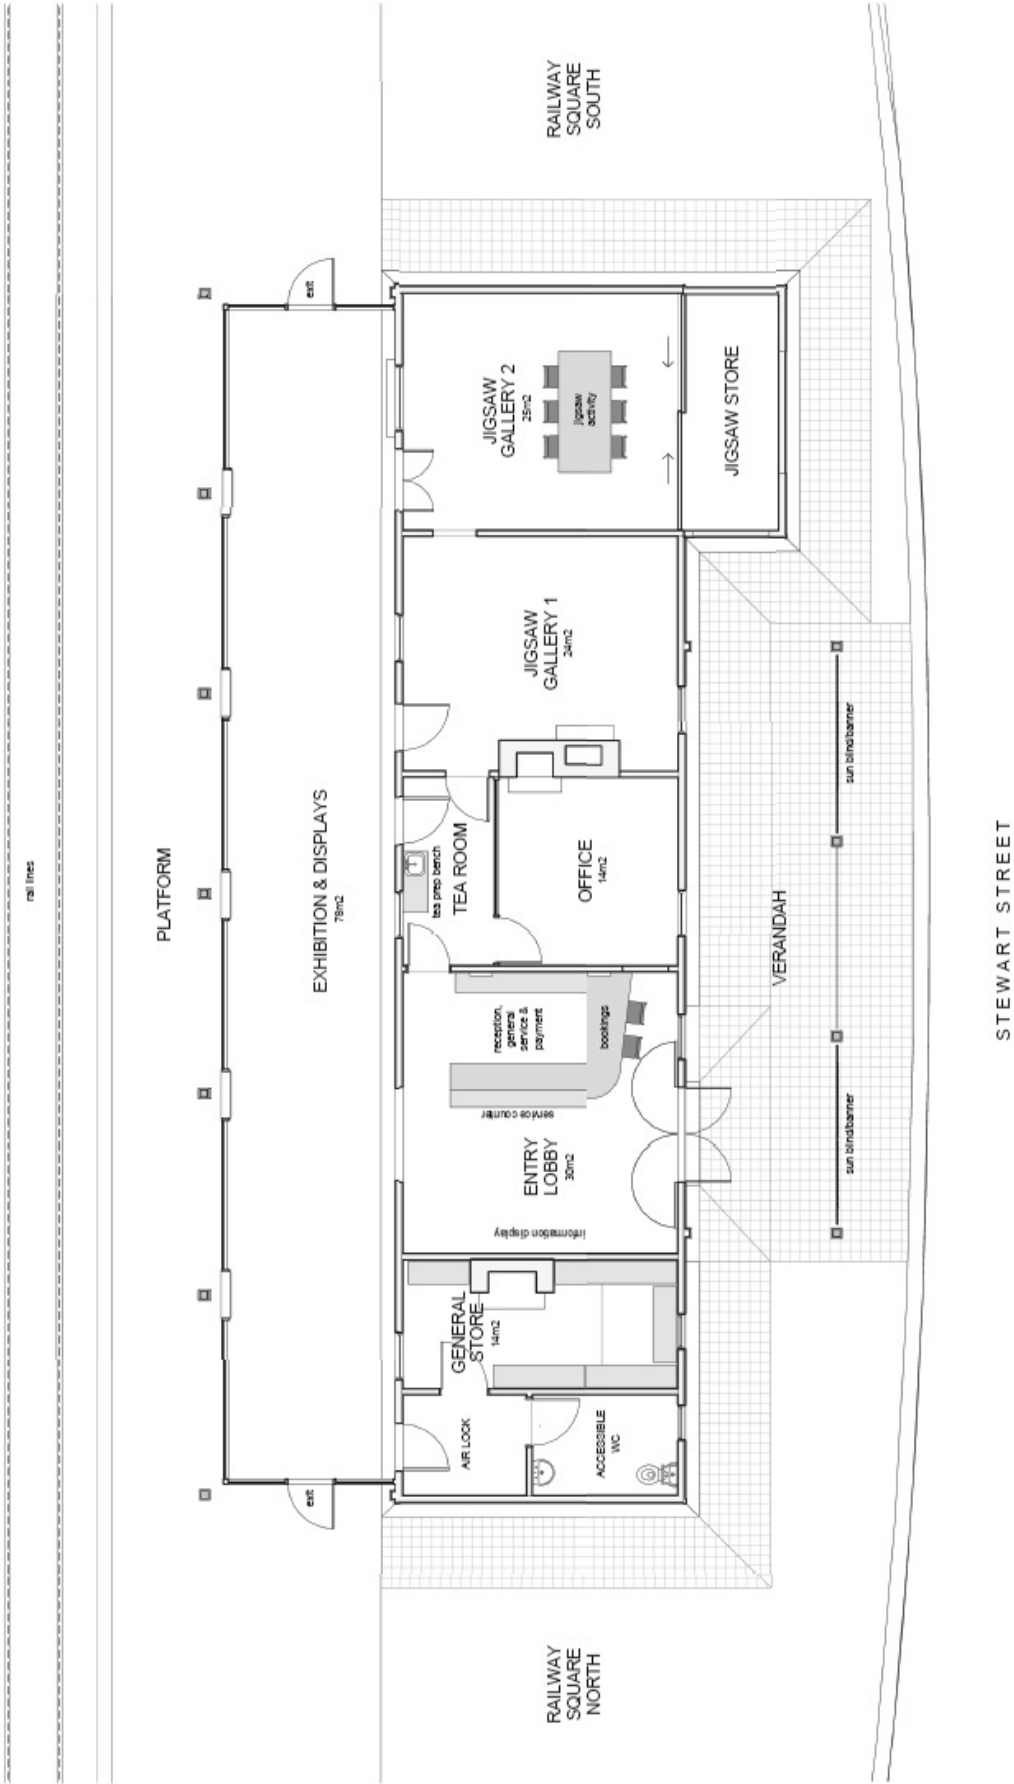 rail lines
PLATFORM
exit
EXHIBITION & DISPLAYS
78m2
exit
RAILWAY
SQUARE
NORTH
AIR LOCK
ACCESSIBLE
WC
GENERAL
STORE
14m2
information display
ENTRY
LOBBY
30m2
service counter
reception,
general
service &
payment
bookings
tea prep bench
TEA ROOM
OFFICE
14m2
JIGSAW
GALLERY 1
24m2
JIGSAW
GALLERY 2
25m2
jigsaw
activity
JIGSAW STORE
RAILWAY
SQUARE
SOUTH
VERANDAH
sun blind/banner
sun blind/banner
STEWART STREET